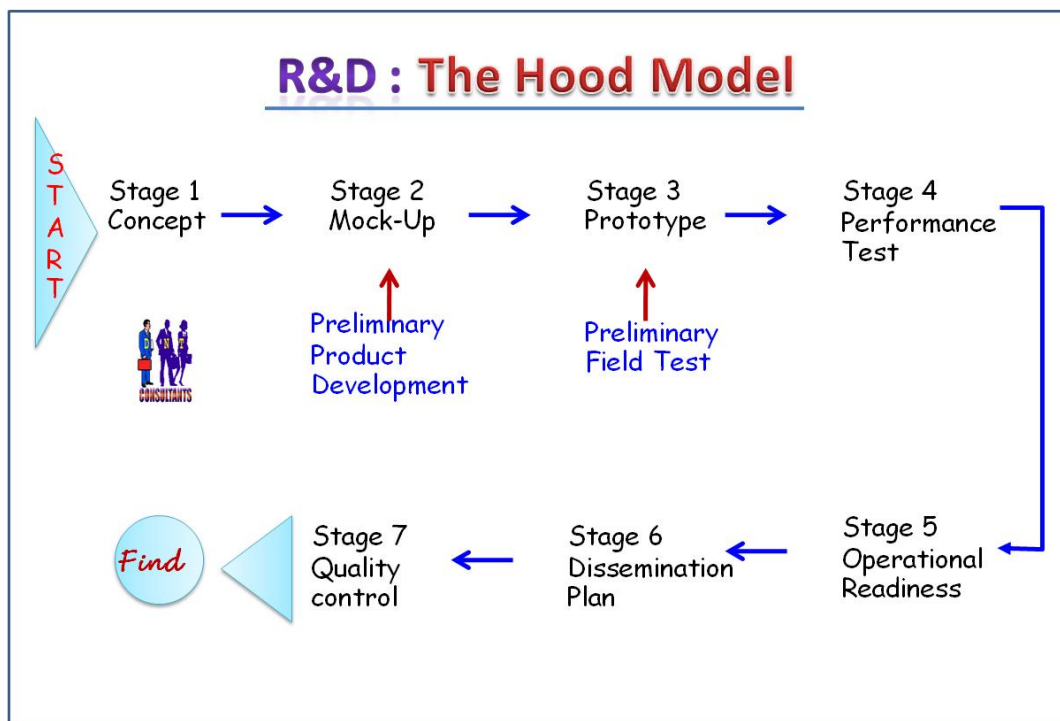 R&D : The Hood Model
START
Stage 1
Concept
Stage 2
Mock-Up
Stage 3
Prototype
Stage 4
Performance
Test
Preliminary
Product
Development
Preliminary
Field Test
D N T
CONSULTANTS
Stage 5
Operational
Readiness
Stage 6
Dissemination
Plan
Stage 7
Quality
control
Find